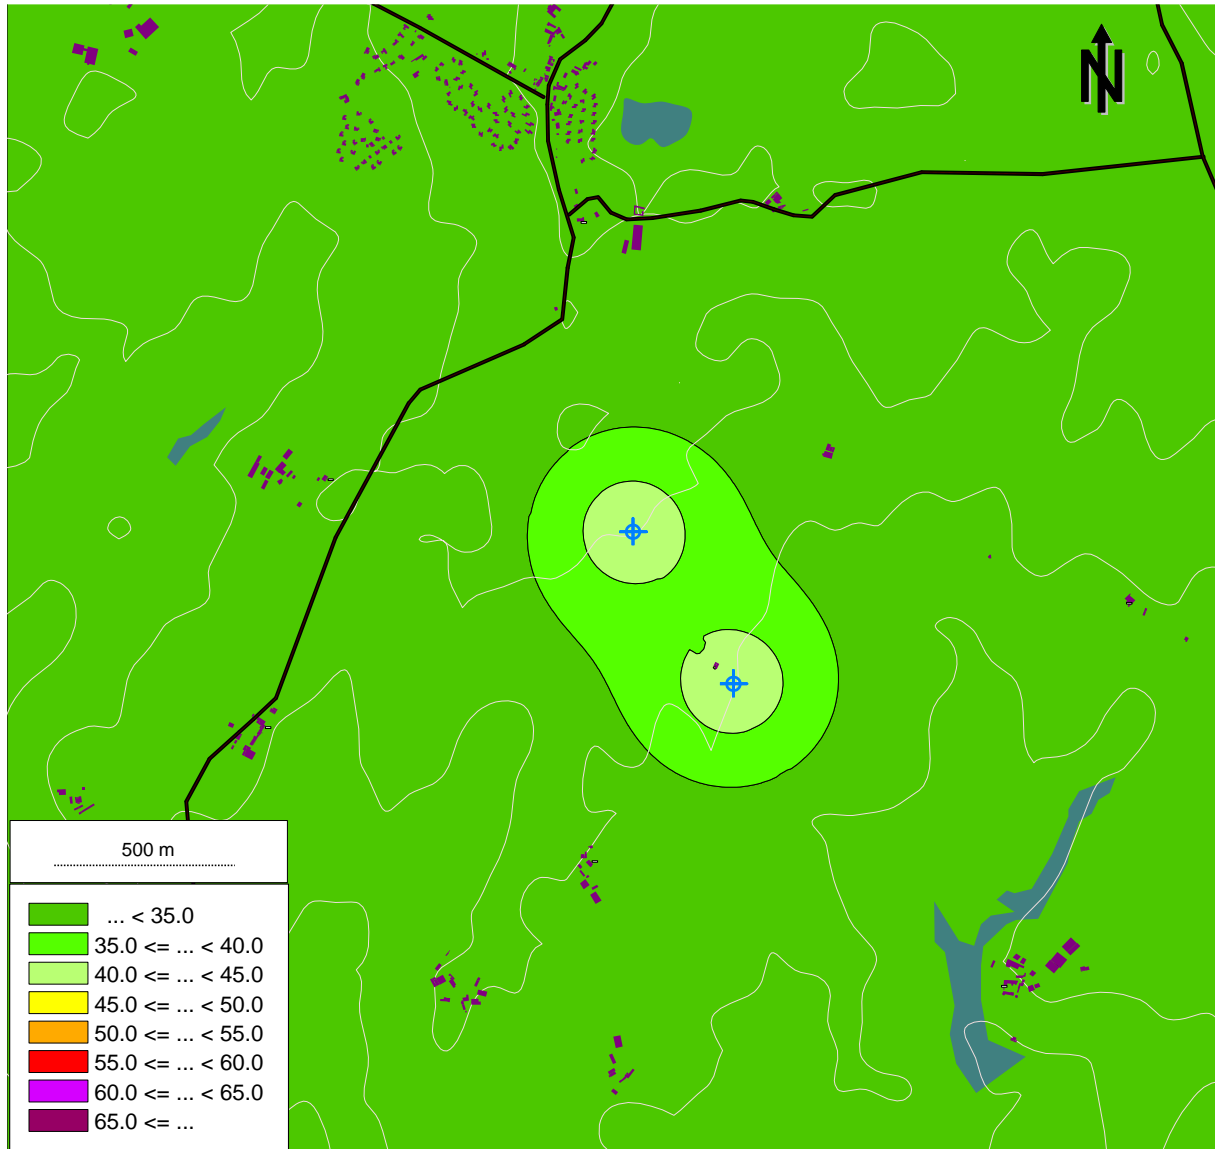 N
500 m
... < 35.0
35.0 <= ... < 40.0
40.0 <= ... < 45.0
45.0 <= ... < 50.0
50.0 <= ... < 55.0
55.0 <= ... < 60.0
60.0 <= ... < 65.0
65.0 <= ...